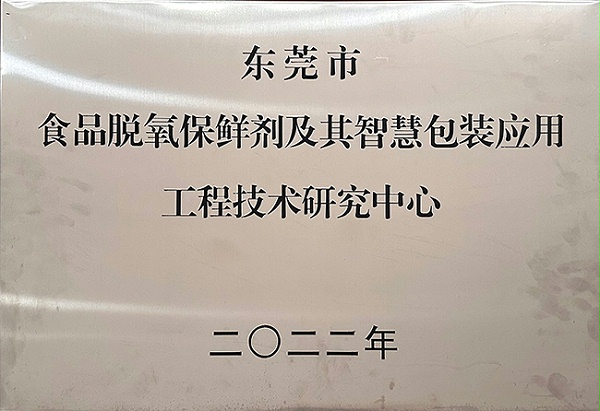 东莞市
食品脱氧保鲜剂及其智慧包装应用
工程技术研究中心
二〇二二年